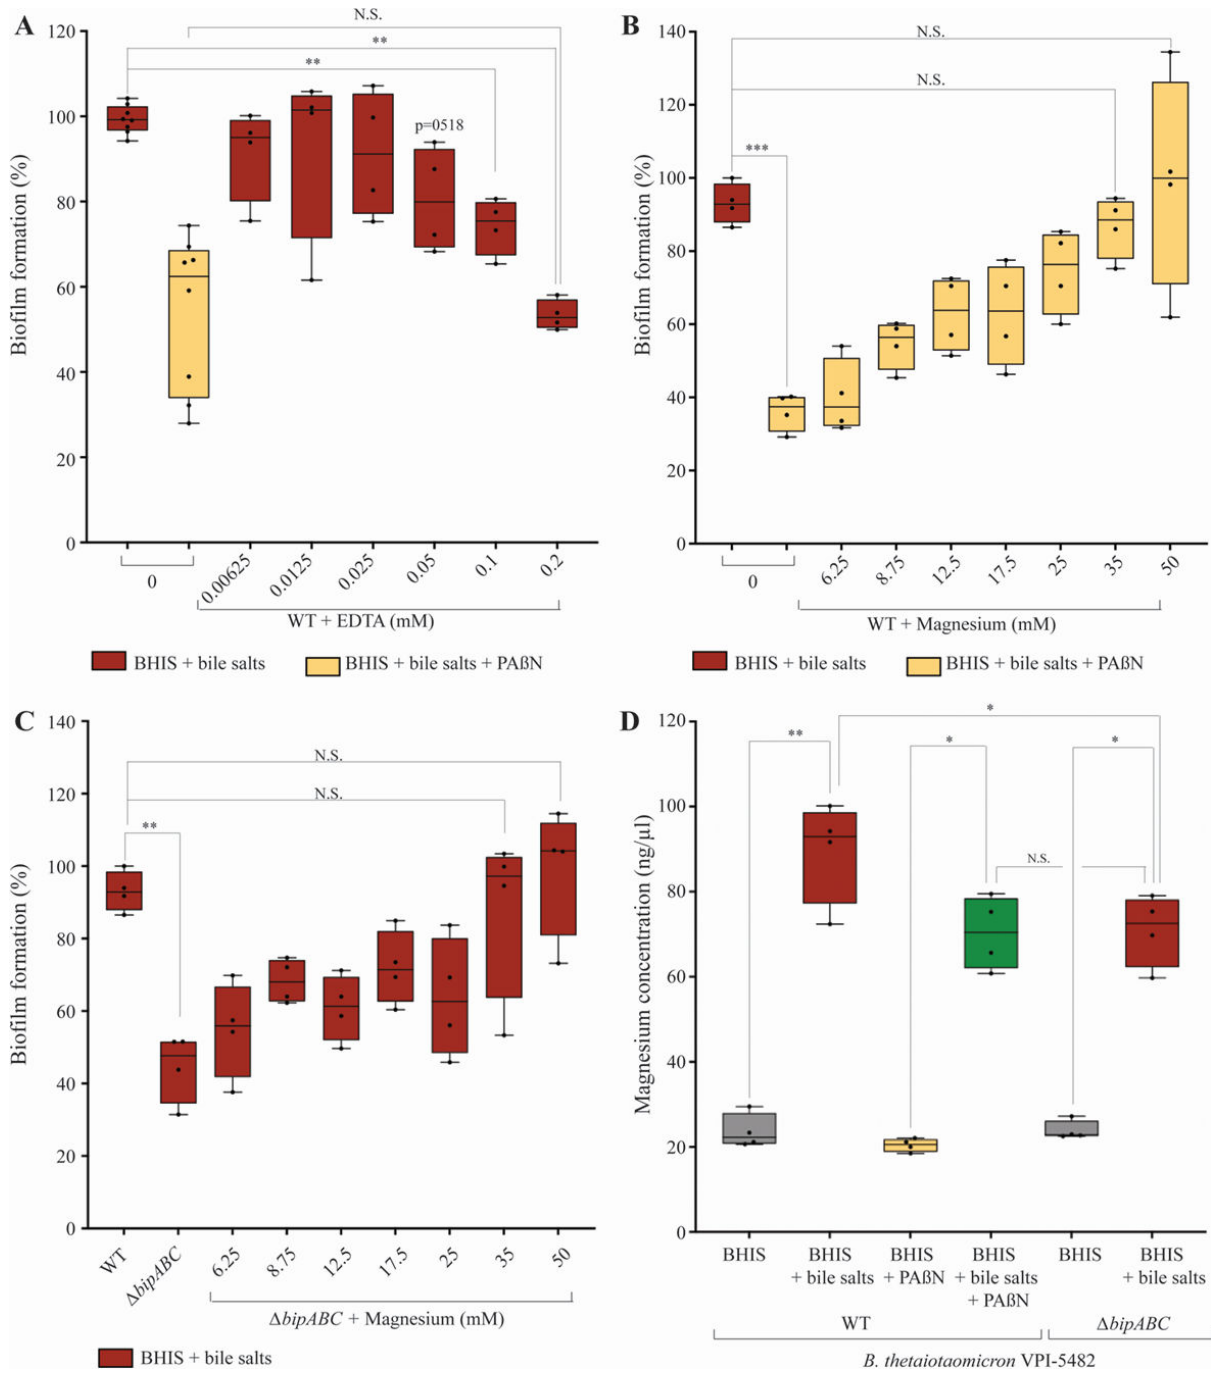 A
N.S.
**
**
p=0518
120
100
80
60
40
20
0
Biofilm formation (%)
0
0.00625
0.0125
0.025
0.05
0.1
0.2
WT + EDTA (mM)
BHIS + bile salts
BHIS + bile salts + PAßN
B
N.S.
N.S.
***
140
120
100
80
60
40
20
0
Biofilm formation (%)
0
6.25
8.75
12.5
17.5
25
35
50
WT + Magnesium (mM)
BHIS + bile salts
BHIS + bile salts + PAßN
C
N.S.
N.S.
**
140
120
100
80
60
40
20
0
Biofilm formation (%)
WT
ΔbipABC
6.25
8.75
12.5
17.5
25
35
50
ΔbipABC + Magnesium (mM)
BHIS + bile salts
D
*
**
*
*
N.S.
120
100
80
60
40
20
0
Magnesium concentration (ng/µl)
BHIS
BHIS
+ bile salts
BHIS
+ PAßN
BHIS
+ bile salts
+ PAßN
BHIS
BHIS
+ bile salts
WT
ΔbipABC
B. thetaiotaomicron VPI-5482